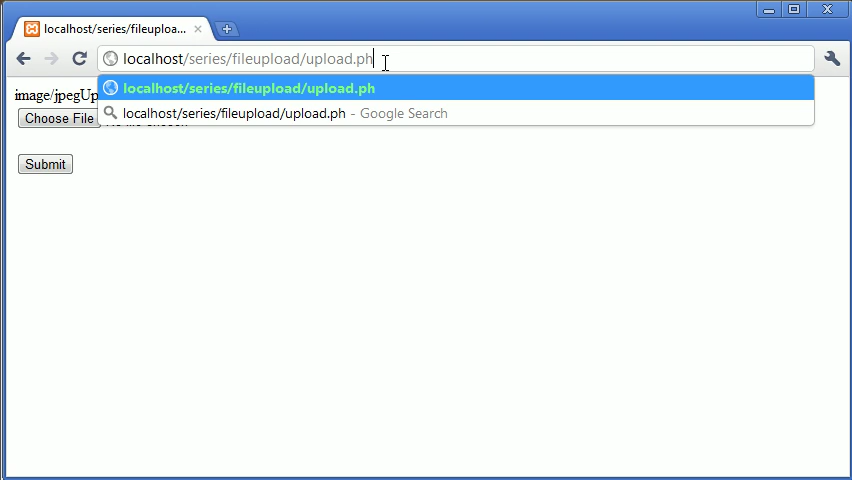 localhost/series/fileuploa...
localhost/series/fileupload/upload.ph
localhost/series/fileupload/upload.ph
image/jpegUp
localhost/series/fileupload/upload.ph - Google Search
Choose File
Submit